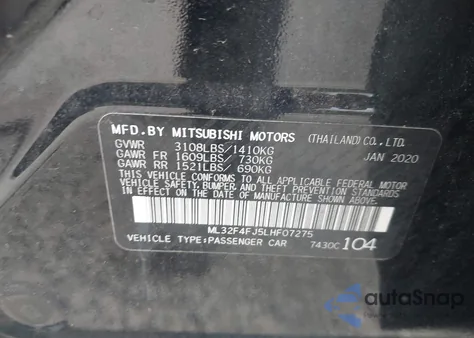 MFD.BY MITSUBISHI MOTORS (THAILAND) CO., LTD.
GVWR 3108LBS/1410KG JAN 2020
GAWR FR 1609LBS/ 730KG
GAWR RR 1521LBS/ 690KG
THIS VEHICLE CONFORMS TO ALL APPLICABLE FEDERAL MOTOR
VEHICLE SAFETY, BUMPER, AND THEFT PREVENTION STANDARDS
IN EFFECT ON THE DATE OF MANUFACTURE SHOWN ABOVE.
ML32F4FJ5LHF07275
VEHICLE TYPE:PASSENGER CAR 7430C 104
autoSnap